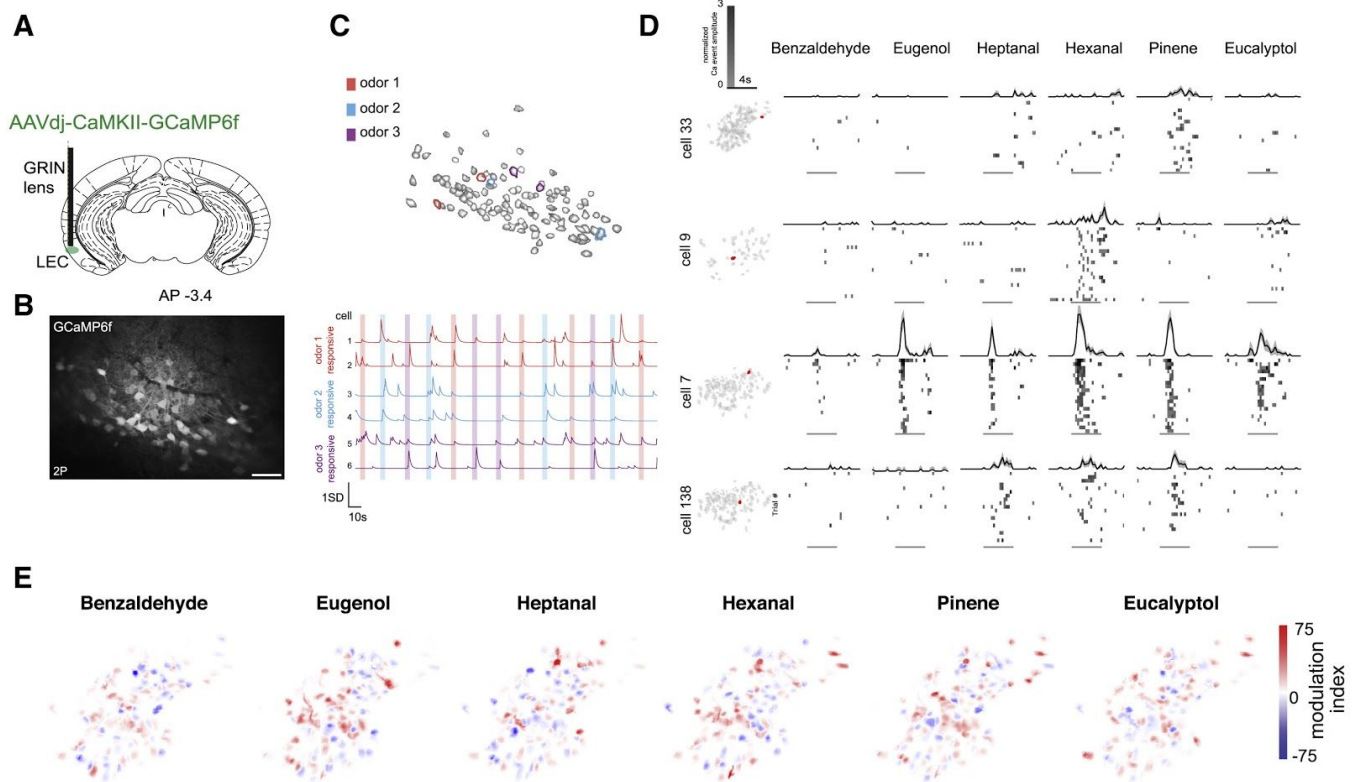 A
AAVdj-CaMKII-GCaMP6f
GRIN
lens
LEC
AP -3.4
B
GCaMP6f
2P
C
odor 1
odor 2
odor 3
cell
odor 1
responsive
1
2
odor 2
responsive
3
4
odor 3
responsive
5
6
1SD
10s
D
3
normalized
Ca event amplitude
0
4s
Benzaldehyde Eugenol Heptanal Hexanal Pinene Eucalyptol
cell 33
cell 9
cell 7
cell 138
Trial #
E
Benzaldehyde Eugenol Heptanal Hexanal Pinene Eucalyptol
75
0
-75
modulation
index